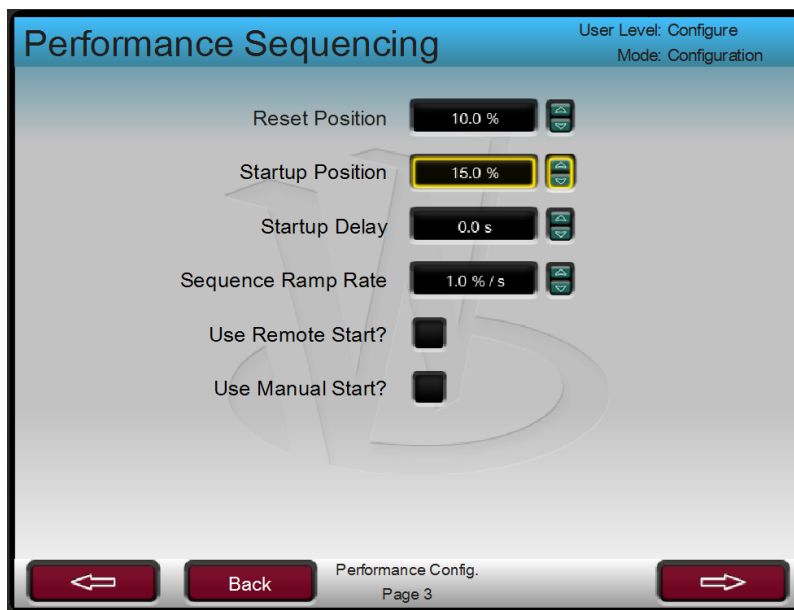 Performance Sequencing
User Level: Configure
Mode: Configuration
Reset Position 10.0 %
Startup Position 15.0 %
Startup Delay 0.0 s
Sequence Ramp Rate 1.0 % / s
Use Remote Start?
Use Manual Start?
Back
Performance Config.
Page 3